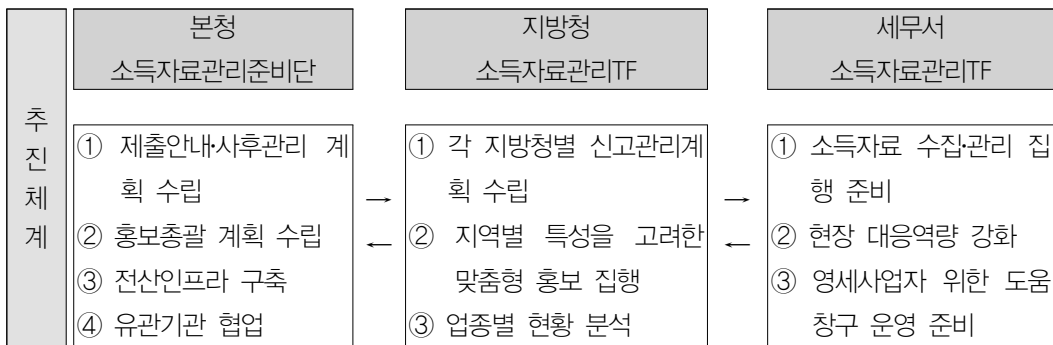 추
진
체
계
본청
소득자료관리준비단
① 제출안내·사후관리 계
획 수립
② 홍보총괄 계획 수립
③ 전산인프라 구축
④ 유관기관 협업
→
←
지방청
소득자료관리TF
① 각 지방청별 신고관리계
획 수립
② 지역별 특성을 고려한
맞춤형 홍보 집행
③ 업종별 현황 분석
→
←
세무서
소득자료관리TF
① 소득자료 수집·관리 집
행 준비
② 현장 대응역량 강화
③ 영세사업자 위한 도움
창구 운영 준비